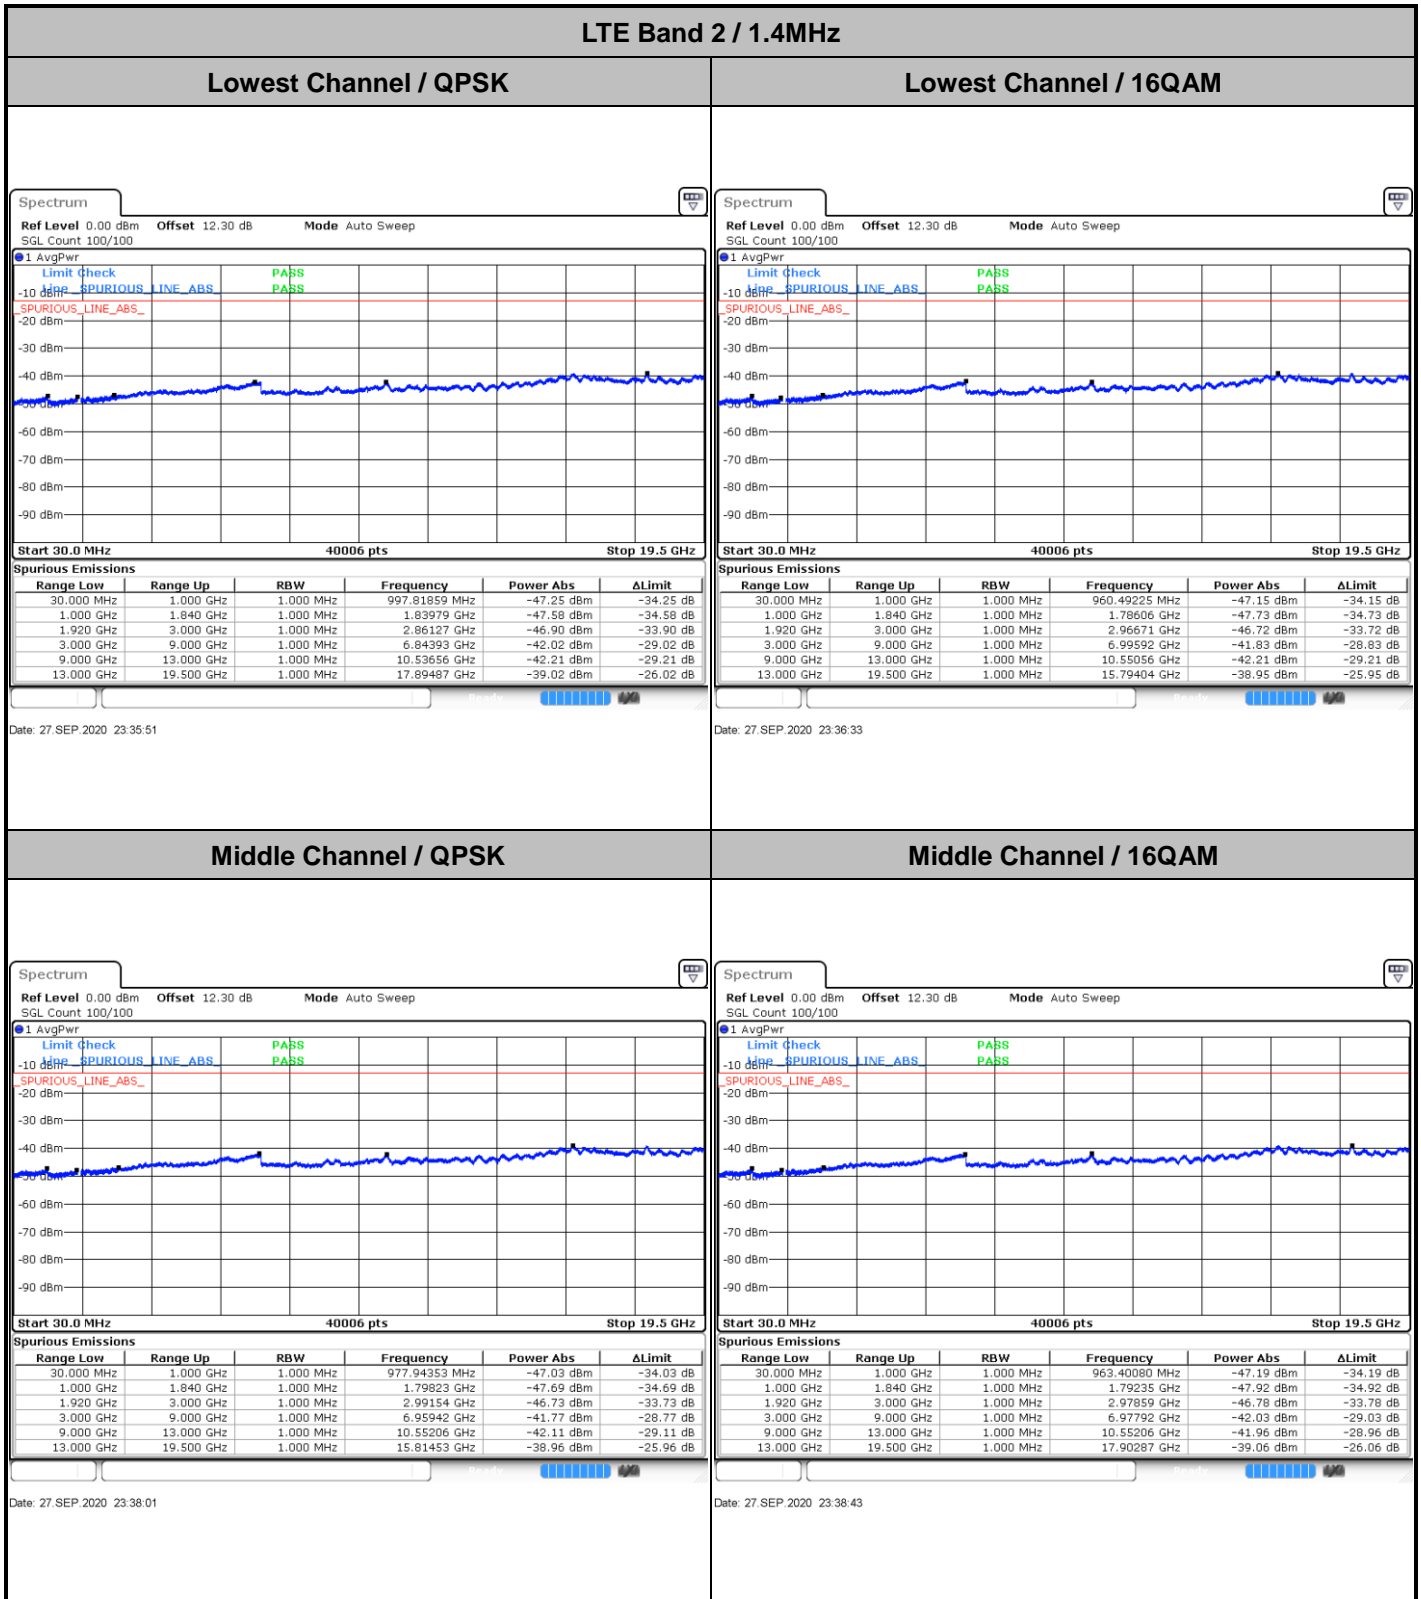 LTE Band 2 / 1.4MHz
Lowest Channel / QPSK
Spectrum
Ref Level 0.00 dBm Offset 12.30 dB Mode Auto Sweep
SGL Count 100/100
1 AvgPwr
Limit Check PASS
Line _SPURIOUS_LINE_ABS_ PASS
-10 dBm
_SPURIOUS_LINE_ABS_
-20 dBm
-30 dBm
-40 dBm
-50 dBm
-60 dBm
-70 dBm
-80 dBm
-90 dBm
Start 30.0 MHz 40006 pts Stop 19.5 GHz
Spurious Emissions
Range Low Range Up RBW Frequency Power Abs ΔLimit
30.000 MHz 1.000 GHz 1.000 MHz 997.81859 MHz -47.25 dBm -34.25 dB
1.000 GHz 1.840 GHz 1.000 MHz 1.83979 GHz -47.58 dBm -34.58 dB
1.920 GHz 3.000 GHz 1.000 MHz 2.86127 GHz -46.90 dBm -33.90 dB
3.000 GHz 9.000 GHz 1.000 MHz 6.84393 GHz -42.02 dBm -29.02 dB
9.000 GHz 13.000 GHz 1.000 MHz 10.53656 GHz -42.21 dBm -29.21 dB
13.000 GHz 19.500 GHz 1.000 MHz 17.89487 GHz -39.02 dBm -26.02 dB
Ready
Date: 27.SEP.2020 23:35:51
Lowest Channel / 16QAM
Spectrum
Ref Level 0.00 dBm Offset 12.30 dB Mode Auto Sweep
SGL Count 100/100
1 AvgPwr
Limit Check PASS
Line _SPURIOUS_LINE_ABS_ PASS
-10 dBm
_SPURIOUS_LINE_ABS_
-20 dBm
-30 dBm
-40 dBm
-50 dBm
-60 dBm
-70 dBm
-80 dBm
-90 dBm
Start 30.0 MHz 40006 pts Stop 19.5 GHz
Spurious Emissions
Range Low Range Up RBW Frequency Power Abs ΔLimit
30.000 MHz 1.000 GHz 1.000 MHz 960.49225 MHz -47.15 dBm -34.15 dB
1.000 GHz 1.840 GHz 1.000 MHz 1.78606 GHz -47.73 dBm -34.73 dB
1.920 GHz 3.000 GHz 1.000 MHz 2.96671 GHz -46.72 dBm -33.72 dB
3.000 GHz 9.000 GHz 1.000 MHz 6.99592 GHz -41.83 dBm -28.83 dB
9.000 GHz 13.000 GHz 1.000 MHz 10.55056 GHz -42.21 dBm -29.21 dB
13.000 GHz 19.500 GHz 1.000 MHz 15.79404 GHz -38.95 dBm -25.95 dB
Ready
Date: 27.SEP.2020 23:36:33
Middle Channel / QPSK
Spectrum
Ref Level 0.00 dBm Offset 12.30 dB Mode Auto Sweep
SGL Count 100/100
1 AvgPwr
Limit Check PASS
Line _SPURIOUS_LINE_ABS_ PASS
-10 dBm
_SPURIOUS_LINE_ABS_
-20 dBm
-30 dBm
-40 dBm
-50 dBm
-60 dBm
-70 dBm
-80 dBm
-90 dBm
Start 30.0 MHz 40006 pts Stop 19.5 GHz
Spurious Emissions
Range Low Range Up RBW Frequency Power Abs ΔLimit
30.000 MHz 1.000 GHz 1.000 MHz 977.94353 MHz -47.03 dBm -34.03 dB
1.000 GHz 1.840 GHz 1.000 MHz 1.79823 GHz -47.69 dBm -34.69 dB
1.920 GHz 3.000 GHz 1.000 MHz 2.99154 GHz -46.73 dBm -33.73 dB
3.000 GHz 9.000 GHz 1.000 MHz 6.95942 GHz -41.77 dBm -28.77 dB
9.000 GHz 13.000 GHz 1.000 MHz 10.55206 GHz -42.11 dBm -29.11 dB
13.000 GHz 19.500 GHz 1.000 MHz 15.81453 GHz -38.96 dBm -25.96 dB
Ready
Date: 27.SEP.2020 23:38:01
Middle Channel / 16QAM
Spectrum
Ref Level 0.00 dBm Offset 12.30 dB Mode Auto Sweep
SGL Count 100/100
1 AvgPwr
Limit Check PASS
Line _SPURIOUS_LINE_ABS_ PASS
-10 dBm
_SPURIOUS_LINE_ABS_
-20 dBm
-30 dBm
-40 dBm
-50 dBm
-60 dBm
-70 dBm
-80 dBm
-90 dBm
Start 30.0 MHz 40006 pts Stop 19.5 GHz
Spurious Emissions
Range Low Range Up RBW Frequency Power Abs ΔLimit
30.000 MHz 1.000 GHz 1.000 MHz 963.40080 MHz -47.19 dBm -34.19 dB
1.000 GHz 1.840 GHz 1.000 MHz 1.79235 GHz -47.92 dBm -34.92 dB
1.920 GHz 3.000 GHz 1.000 MHz 2.97859 GHz -46.78 dBm -33.78 dB
3.000 GHz 9.000 GHz 1.000 MHz 6.97792 GHz -42.03 dBm -29.03 dB
9.000 GHz 13.000 GHz 1.000 MHz 10.55206 GHz -41.96 dBm -28.96 dB
13.000 GHz 19.500 GHz 1.000 MHz 17.90287 GHz -39.06 dBm -26.06 dB
Ready
Date: 27.SEP.2020 23:38:43